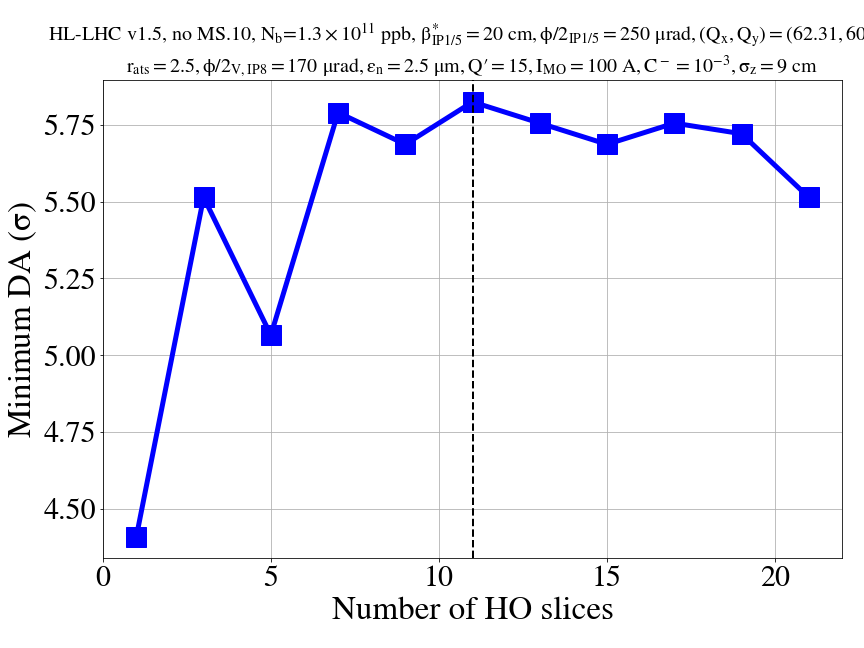 HL-LHC v1.5, no MS.10, N_b=1.3 × 10^11 ppb, β*_IP1/5 = 20 cm, ϕ/2_IP1/5 = 250 μrad, (Q_x, Q_y) = (62.31, 60
r_ats = 2.5, ϕ/2_V, IP8 = 170 μrad, ε_n = 2.5 μm, Q′ = 15, I_MO = 100 A, C^− = 10^−3, σ_z = 9 cm
Minimum DA (σ)
5.75
5.50
5.25
5.00
4.75
4.50
0 5 10 15 20
Number of HO slices